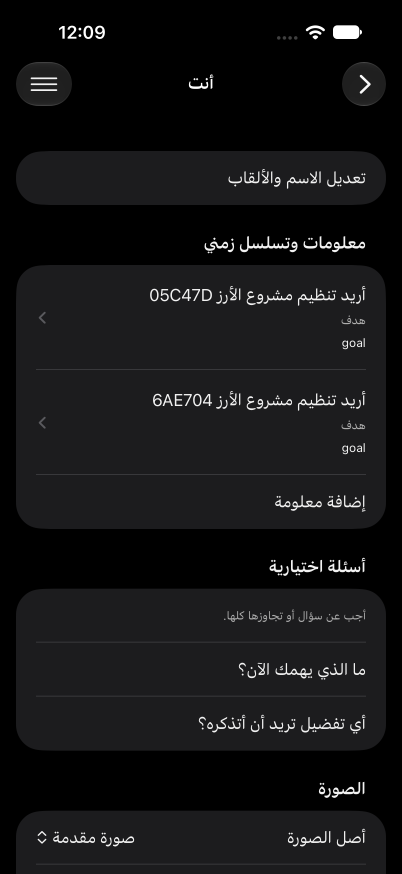 12:09
أنت
تعديل الاسم والألقاب
معلومات وتسلسل زمني
أريد تنظيم مشروع الأرز 05C47D
هدف
goal
أريد تنظيم مشروع الأرز 6AE704
هدف
goal
إضافة معلومة
أسئلة اختيارية
أجب عن سؤال أو تجاوزها كلها.
ما الذي يهمك الآن؟
أي تفضيل تريد أن أتذكره؟
الصورة
أصل الصورة
صورة مقدمة